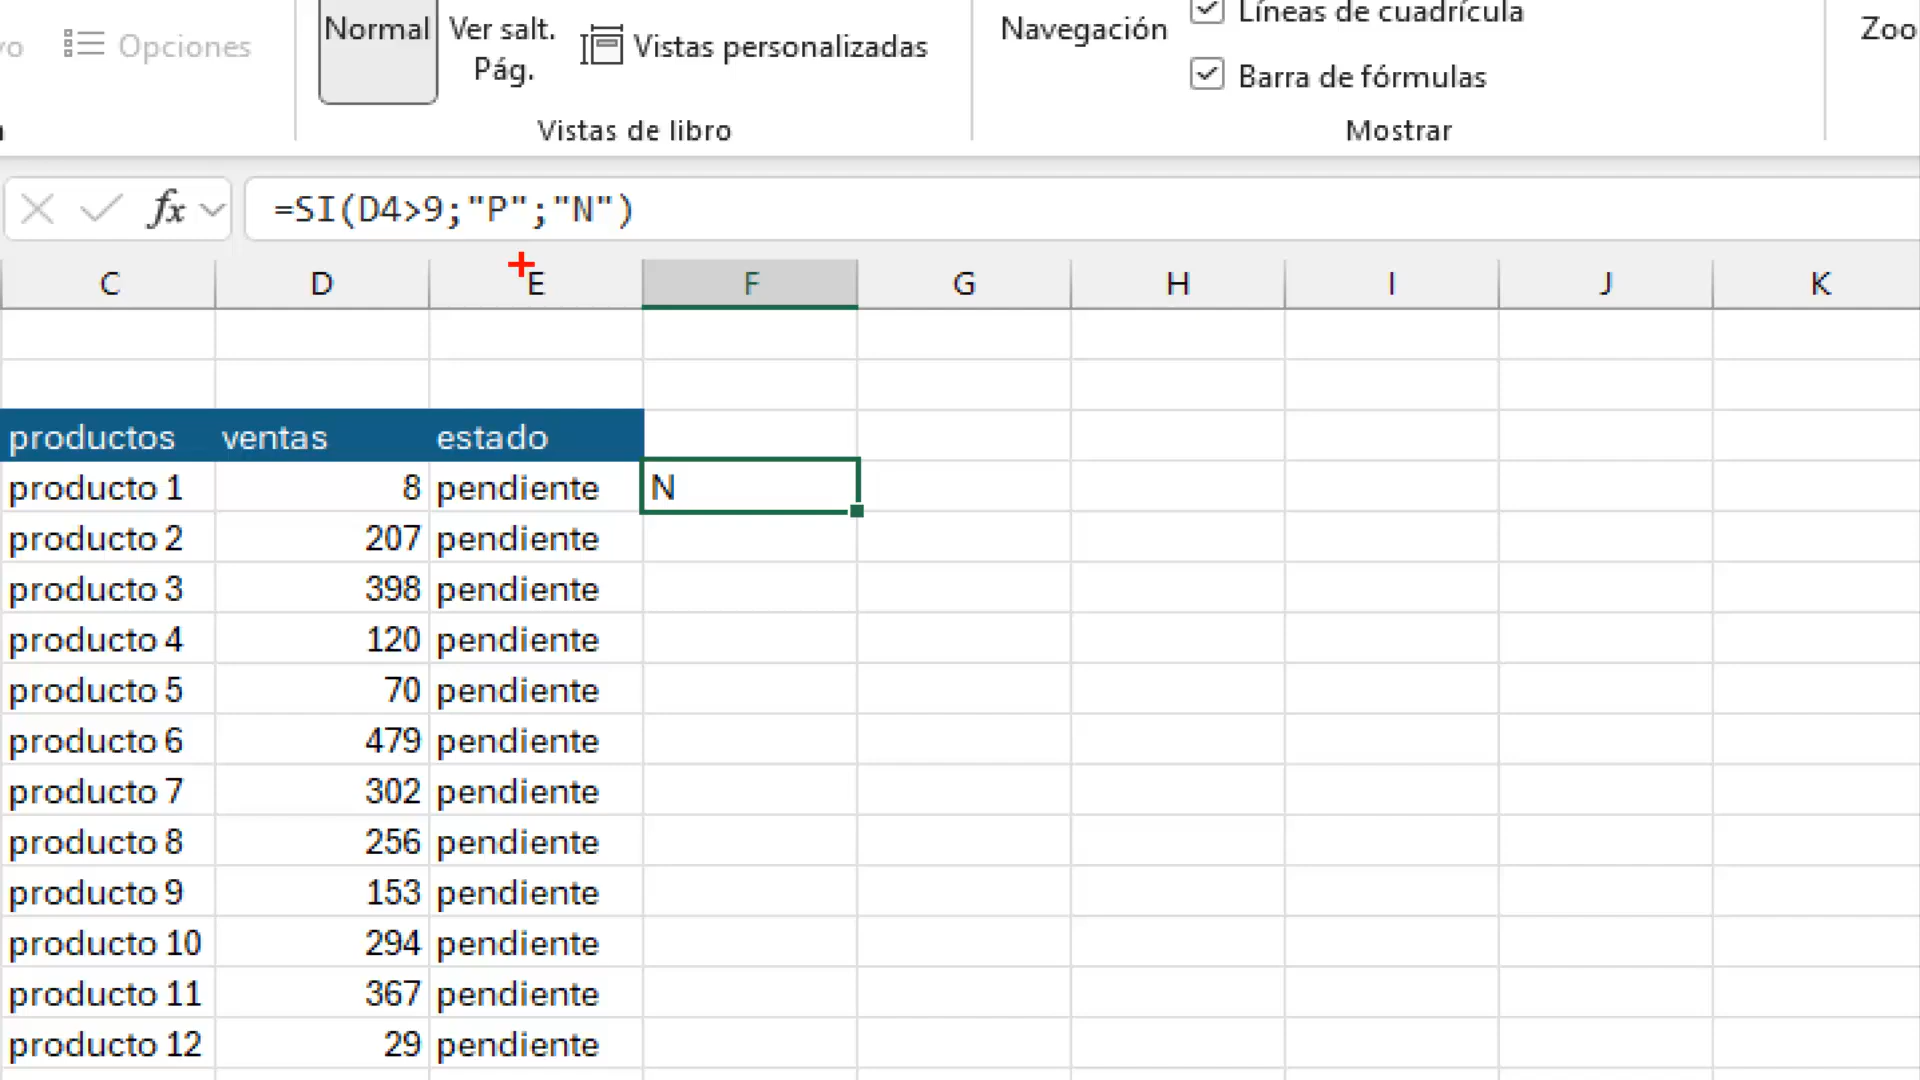 Opciones
Normal
Ver salt.
Pág.
Vistas personalizadas
Vistas de libro
Navegación
Líneas de cuadrícula
Barra de fórmulas
Mostrar
fx
=SI(D4>9;"P";"N")
C D E F G H I J K
productos ventas estado
producto 1 8 pendiente N
producto 2 207 pendiente
producto 3 398 pendiente
producto 4 120 pendiente
producto 5 70 pendiente
producto 6 479 pendiente
producto 7 302 pendiente
producto 8 256 pendiente
producto 9 153 pendiente
producto 10 294 pendiente
producto 11 367 pendiente
producto 12 29 pendiente